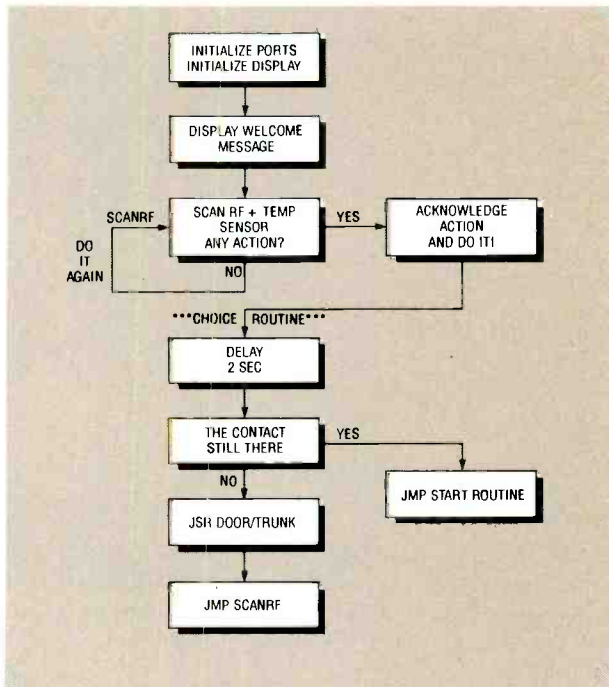 INITIALIZE PORTS
INITIALIZE DISPLAY
DISPLAY WELCOME
MESSAGE
SCANRF
SCAN RF + TEMP
SENSOR
ANY ACTION?
YES
ACKNOWLEDGE
ACTION
AND DO IT!
DO
IT
AGAIN
NO
•••CHOICE ROUTINE•••
DELAY
2 SEC
THE CONTACT
STILL THERE
YES
NO
JMP START ROUTINE
JSR DOOR/TRUNK
JMP SCANRF